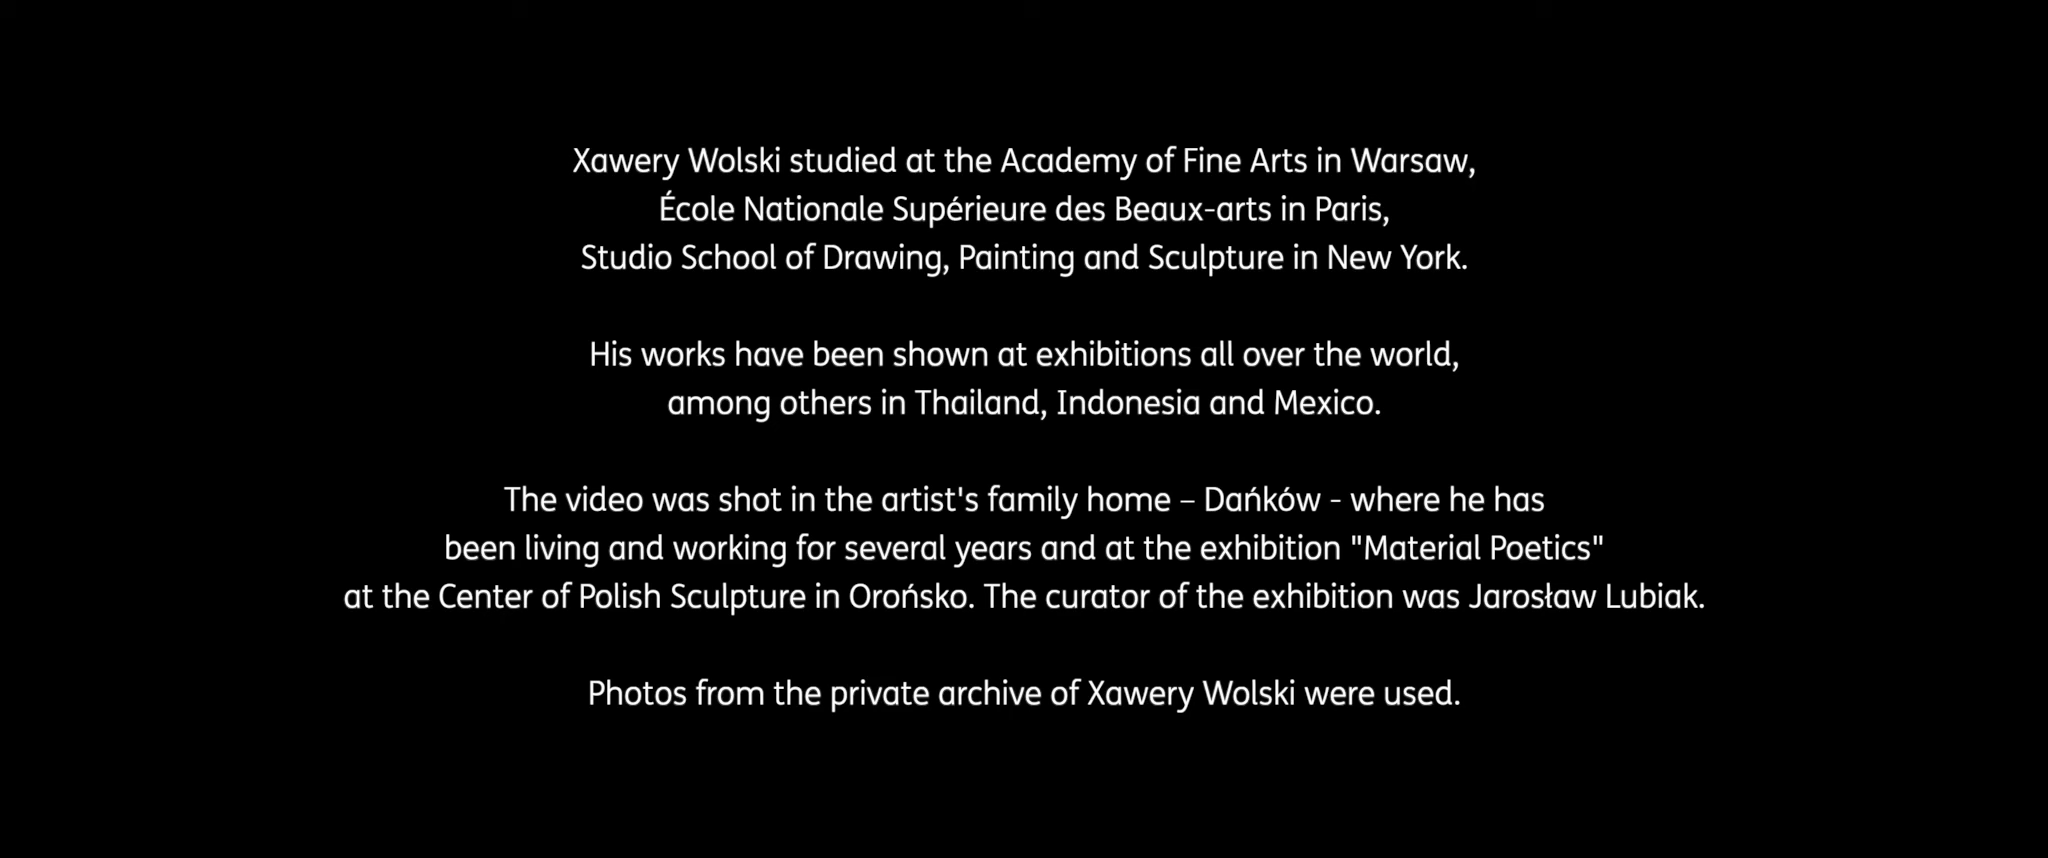 Xawery Wolski studied at the Academy of Fine Arts in Warsaw,
École Nationale Supérieure des Beaux-arts in Paris,
Studio School of Drawing, Painting and Sculpture in New York.
His works have been shown at exhibitions all over the world,
among others in Thailand, Indonesia and Mexico.
The video was shot in the artist's family home – Dańków - where he has
been living and working for several years and at the exhibition "Material Poetics"
at the Center of Polish Sculpture in Orońsko. The curator of the exhibition was Jarosław Lubiak.
Photos from the private archive of Xawery Wolski were used.